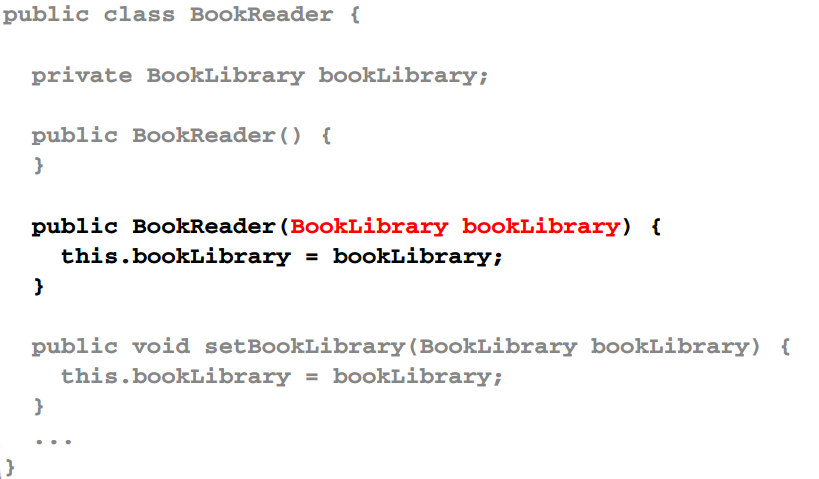 public class BookReader {
private BookLibrary bookLibrary;
public BookReader() {
}
public BookReader(BookLibrary bookLibrary) {
this.bookLibrary = bookLibrary;
}
public void setBookLibrary(BookLibrary bookLibrary) {
this.bookLibrary = bookLibrary;
}
...
}